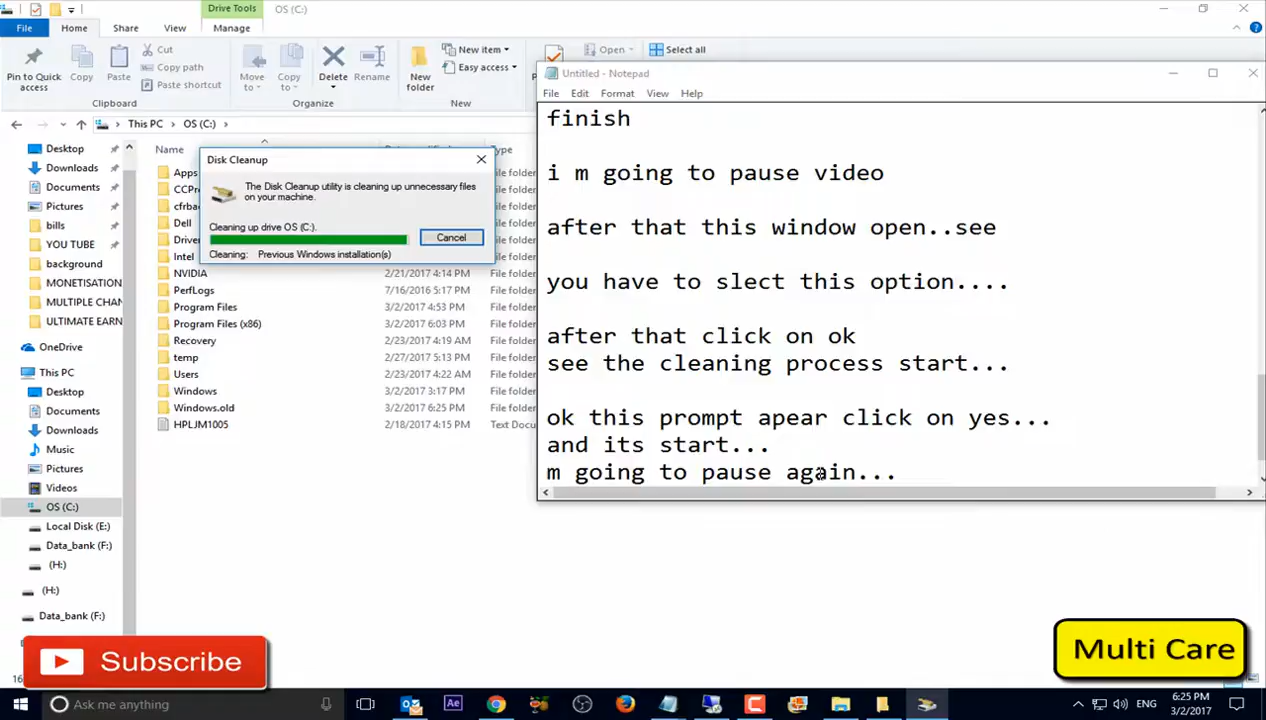 Drive Tools
OS (C:)
File
Home
Share
View
Manage
Pin to Quick access
Copy
Paste
Cut
Copy path
Paste shortcut
Clipboard
Move to
Copy to
Delete
Rename
Organize
New folder
New item
Easy access
New
Open
Select all
This PC
OS (C:)
Name
Type
Desktop
Downloads
Documents
Pictures
bills
YOU TUBE
background
MONETISATION
MULTIPLE CHAN
ULTIMATE EARN
OneDrive
This PC
Desktop
Documents
Downloads
Music
Pictures
Videos
OS (C:)
Local Disk (E:)
Data_bank (F:)
(H:)
(H:)
Data_bank (F:)
Apps
CCPr
cfrba
Dell
Driver
Intel
NVIDIA 2/21/2017 4:14 PM File folder
PerfLogs 7/16/2016 5:17 PM File folder
Program Files 3/2/2017 4:53 PM File folder
Program Files (x86) 3/2/2017 6:03 PM File folder
Recovery 2/23/2017 4:19 AM File folder
temp 2/27/2017 5:13 PM File folder
Users 2/23/2017 4:22 AM File folder
Windows 3/2/2017 3:17 PM File folder
Windows.old 3/2/2017 6:25 PM File folder
HPLJM1005 2/18/2017 4:15 PM Text Docu
Disk Cleanup
The Disk Cleanup utility is cleaning up unnecessary files
on your machine.
Cleaning up drive OS (C:).
Cancel
Cleaning: Previous Windows installation(s)
Untitled - Notepad
File Edit Format View Help
finish
i m going to pause video
after that this window open..see
you have to slect this option....
after that click on ok
see the cleaning process start...
ok this prompt apear click on yes...
and its start...
m going to pause again...
Subscribe
Multi Care
Ask me anything
ENG
6:25 PM
3/2/2017